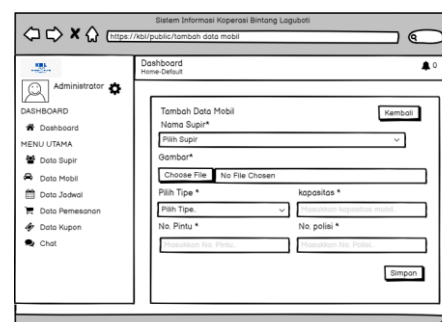 Sistem Informasi Koperasi Bintang Laguboti
https://kbl/public/tambah data mobil
KBL
Administrator
DASHBOARD
Dashboard
MENU UTAMA
Data Supir
Data Mobil
Data Jadwal
Data Pemesanan
Data Kupon
Chat
Dashboard
Home-Default
0
Tambah Data Mobil
Kembali
Nama Supir*
Pilih Supir
Gambar*
Choose File No File Chosen
Pilih Tipe * kapasitas *
Pilih Tipe. Masukkan kapasitas mobil.
No. Pintu * No. polisi *
Masukkan No. Pintu. Masukkan No. Polisi.
Simpan